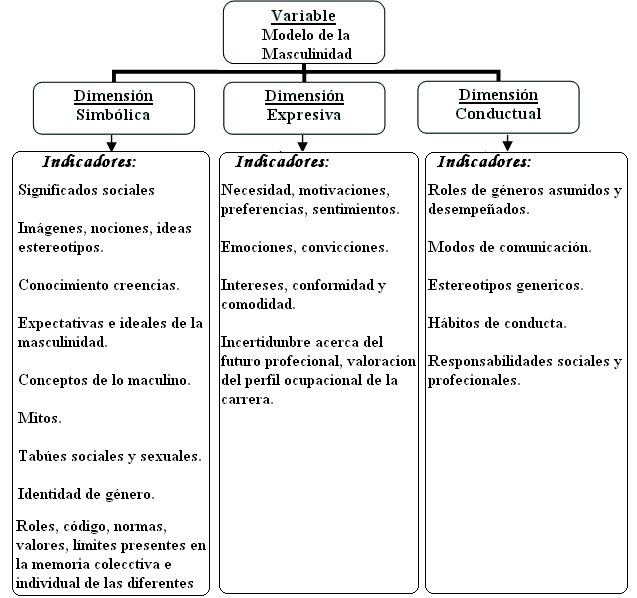 Variable
Modelo de la
Masculinidad
Dimensión
Simbólica
Dimensión
Expresiva
Dimensión
Conductual
Indicadores:
Significados sociales
Imágenes, nociones, ideas
estereotipos.
Conocimiento creencias.
Expectativas e ideales de la
masculinidad.
Conceptos de lo maculino.
Mitos.
Tabúes sociales y sexuales.
Identidad de género.
Roles, código, normas,
valores, límites presentes en
la memoria colecctiva e
individual de las diferentes
Indicadores:
Necesidad, motivaciones,
preferencias, sentimientos.
Emociones, convicciones.
Intereses, conformidad y
comodidad.
Incertidunbre acerca del
futuro profecional, valoracion
del perfil ocupacional de la
carrera.
Indicadores:
Roles de géneros asumidos y
desempeñados.
Modos de comunicación.
Estereotipos genericos.
Hábitos de conducta.
Responsabilidades sociales y
profecionales.